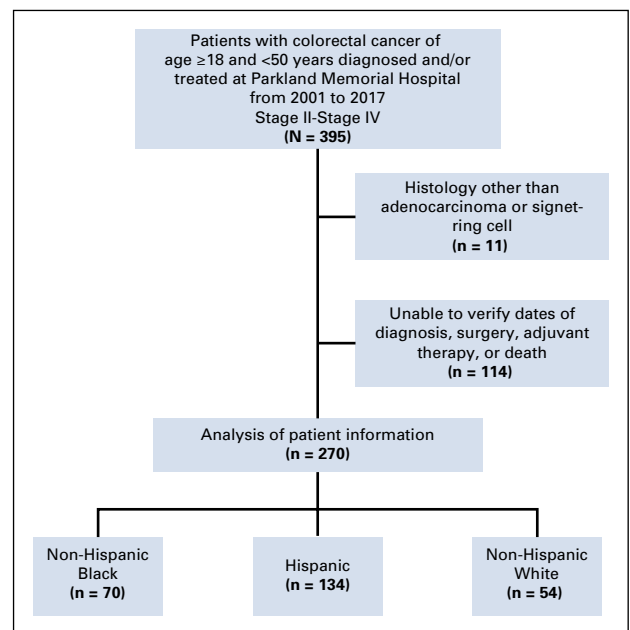 Patients with colorectal cancer of
age ≥18 and <50 years diagnosed and/or
treated at Parkland Memorial Hospital
from 2001 to 2017
Stage II-Stage IV
(N = 395)
Histology other than
adenocarcinoma or signet-
ring cell
(n = 11)
Unable to verify dates of
diagnosis, surgery, adjuvant
therapy, or death
(n = 114)
Analysis of patient information
(n = 270)
Non-Hispanic
Black
(n = 70)
Hispanic
(n = 134)
Non-Hispanic
White
(n = 54)